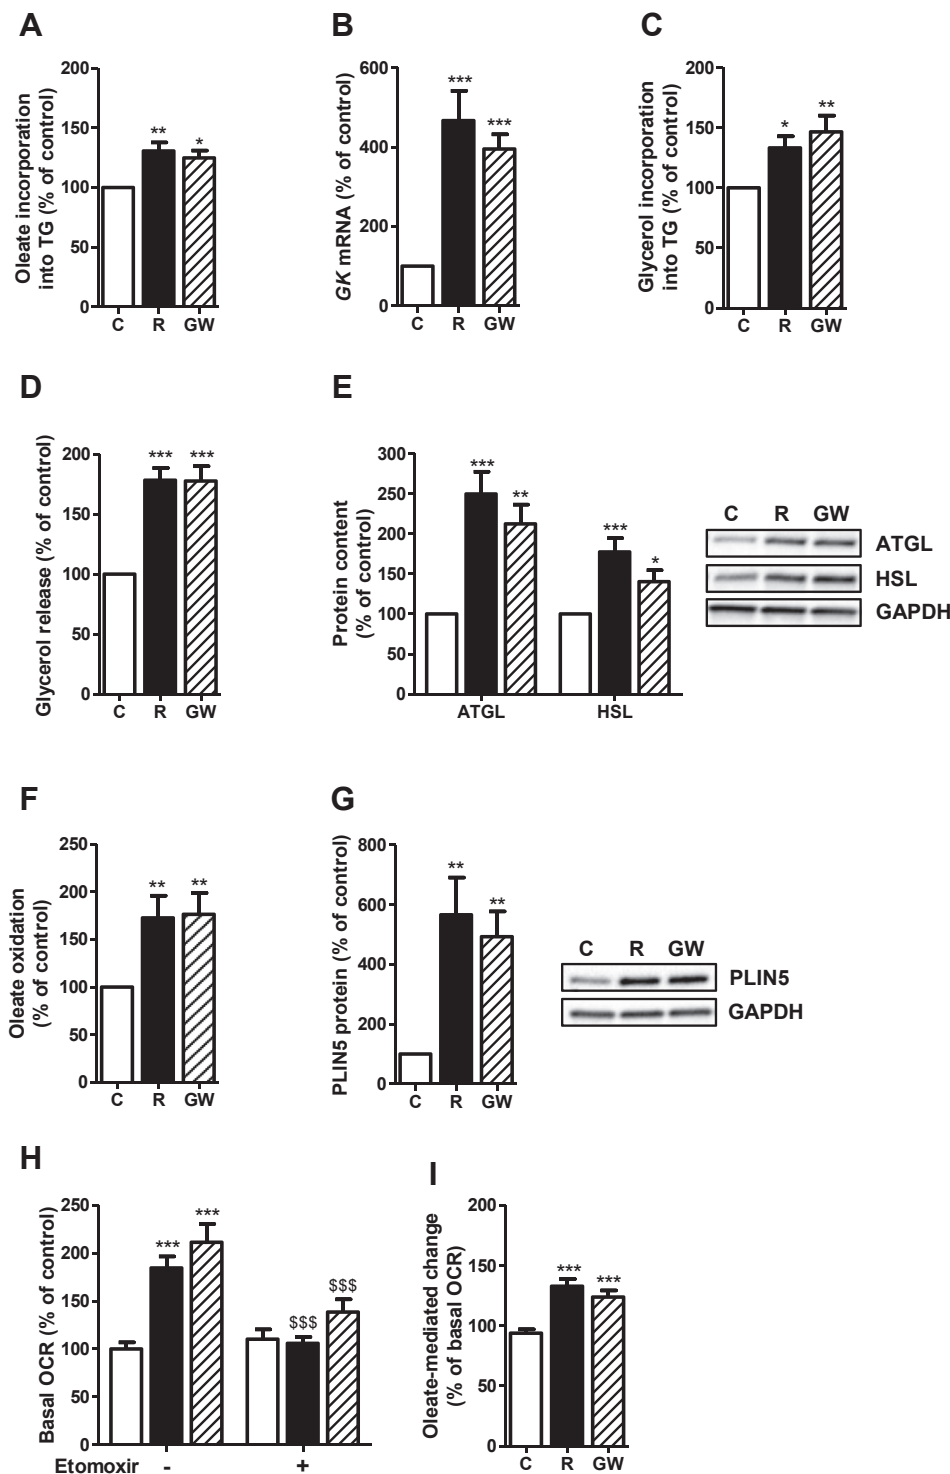 A
Oleate incorporation
into TG (% of control)
200
150
100
50
0
**
*
C R GW
B
GK mRNA (% of control)
600
400
200
0
***
***
C R GW
C
Glycerol incorporation
into TG (% of control)
200
150
100
50
0
*
**
C R GW
D
Glycerol release (% of control)
200
150
100
50
0
*** ***
C R GW
E
Protein content
(% of control)
300
250
200
150
100
50
0
***
**
***
*
ATGL HSL
C R GW
ATGL
HSL
GAPDH
F
Oleate oxidation
(% of control)
250
200
150
100
50
0
** **
C R GW
G
PLIN5 protein (% of control)
800
600
400
200
0
**
**
C R GW
C R GW
PLIN5
GAPDH
H
Basal OCR (% of control)
250
200
150
100
50
0
***
***
$$$
$$$
Etomoxir - +
I
Oleate-mediated change
(% of basal OCR)
200
150
100
50
0
*** ***
C R GW